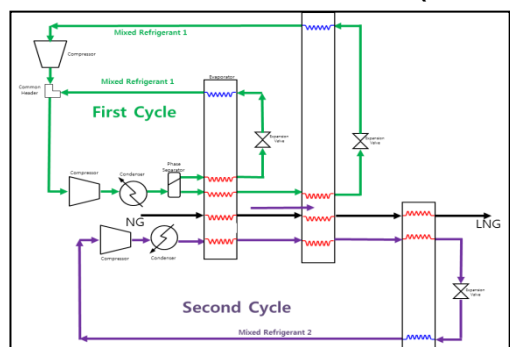 Mixed Refrigerant 1
Compressor
Mixed Refrigerant 1
Evaporator
Common
Header
First Cycle
Expansion
Valve
Expansion
Valve
Phase
Separator
Compressor
Condenser
NG
LNG
Compressor
Condenser
Expansion
Valve
Second Cycle
Mixed Refrigerant 2